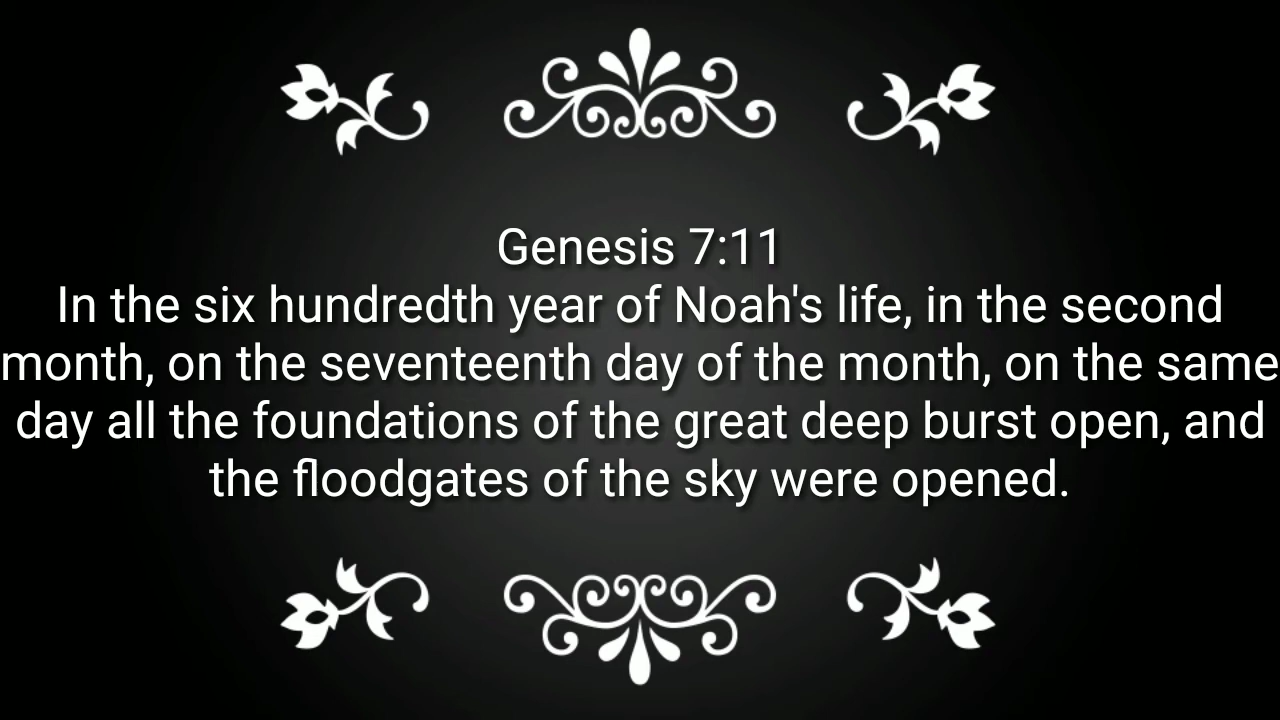 Genesis 7:11
In the six hundredth year of Noah's life, in the second
month, on the seventeenth day of the month, on the same
day all the foundations of the great deep burst open, and
the floodgates of the sky were opened.